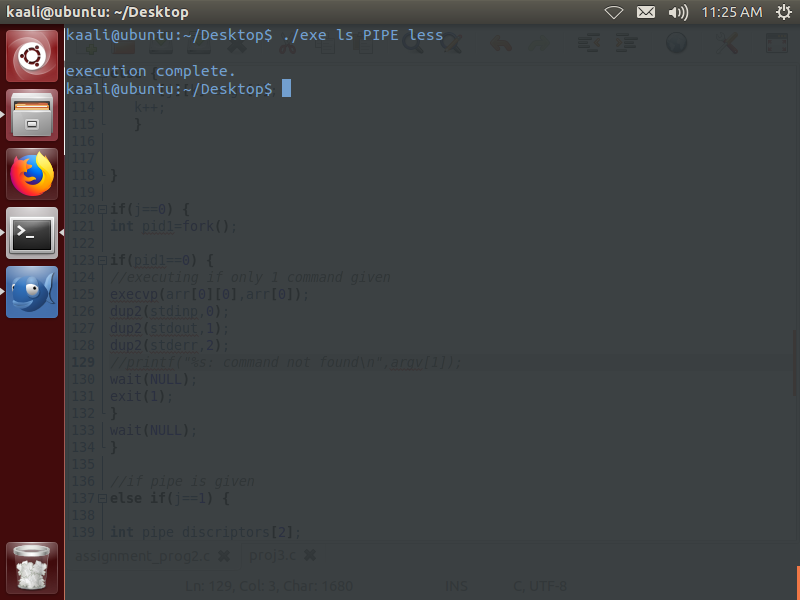 kaali@ubuntu: ~/Desktop 11:25 AM
kaali@ubuntu:~/Desktop$ ./exe ls PIPE less
execution complete.
kaali@ubuntu:~/Desktop$
114 k++;
115 }
116
117
118 }
119
120 if(j==0) {
121 int pid1=fork();
122
123 if(pid1==0) {
124 //executing if only 1 command given
125 execvp(arr[0][0],arr[0]);
126 dup2(stdinp,0);
127 dup2(stdout,1);
128 dup2(stderr,2);
129 //printf("%s: command not found\n",argv[1]);
130 wait(NULL);
131 exit(1);
132 }
133 wait(NULL);
134 }
135
136 //if pipe is given
137 else if(j==1) {
138
139 int pipe_discriptors[2];
assignment_prog2.c proj3.c
Ln: 129, Col: 3, Char: 1680 INS C, UTF-8